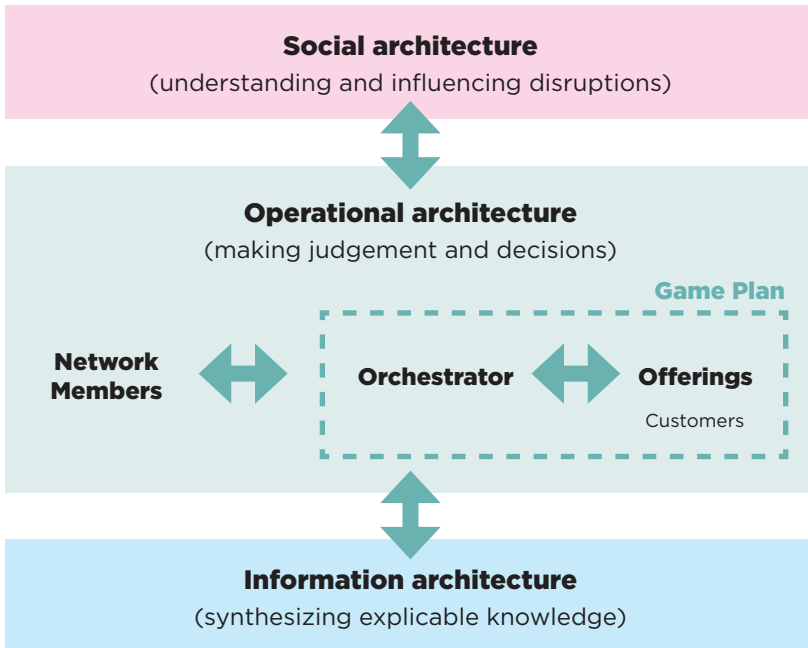 Social architecture
(understanding and influencing disruptions)
Operational architecture
(making judgement and decisions)
Game Plan
Network
Members
Orchestrator
Offerings
Customers
Information architecture
(synthesizing explicable knowledge)